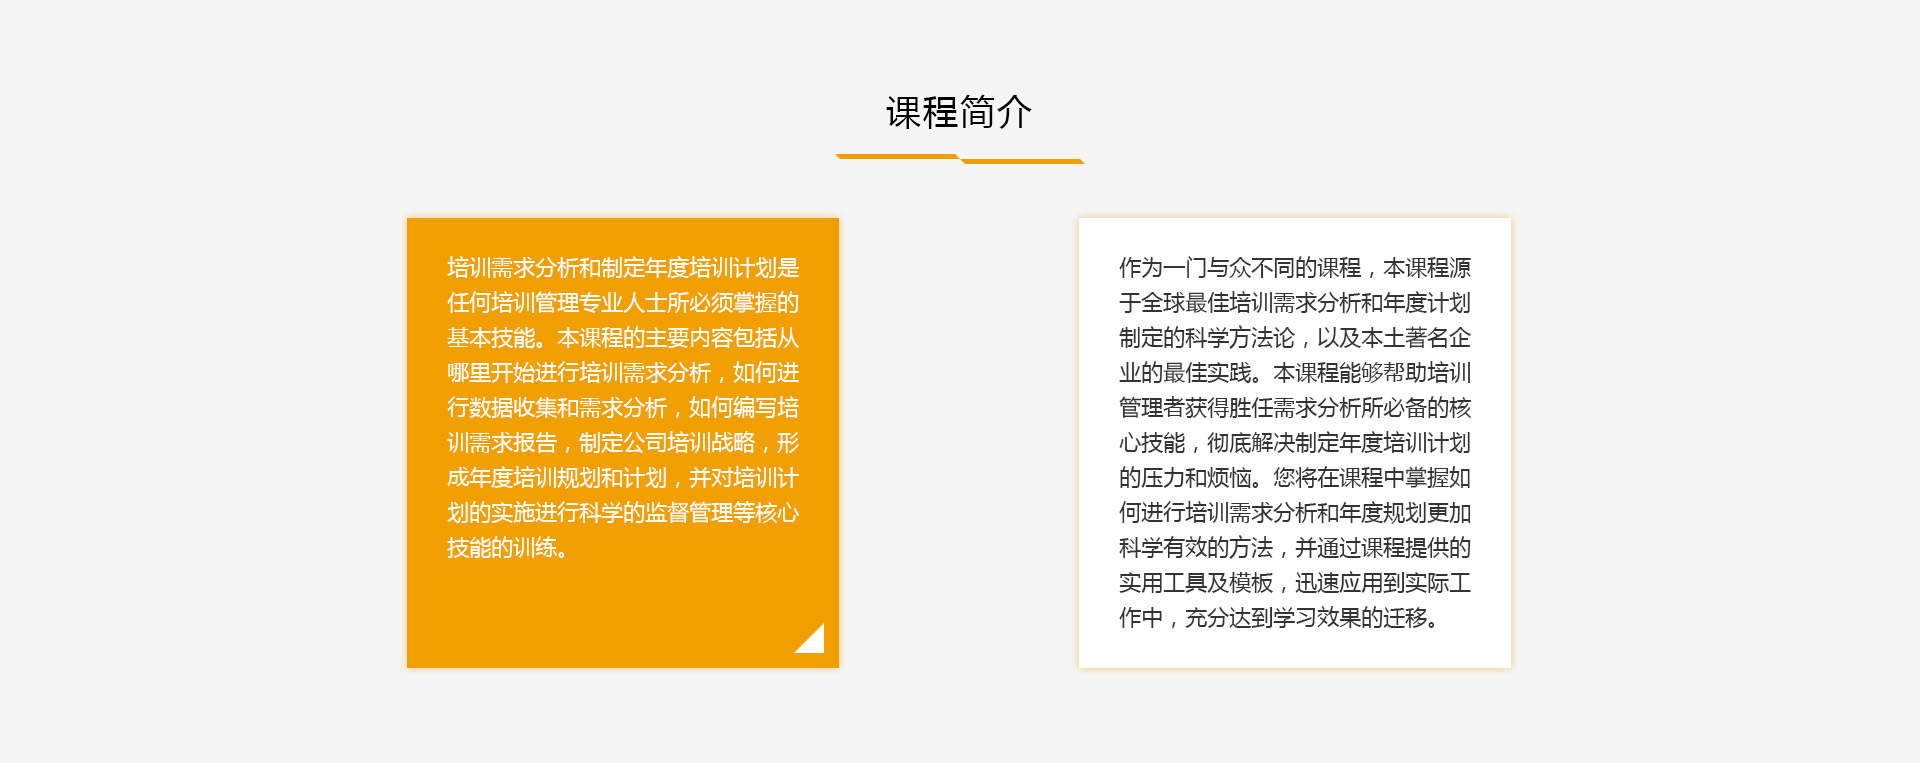 课程简介
培训需求分析和制定年度培训计划是
任何培训管理专业人士所必须掌握的
基本技能。本课程的主要内容包括从
哪里开始进行培训需求分析，如何进
行数据收集和需求分析，如何编写培
训需求报告，制定公司培训战略，形
成年度培训规划和计划，并对培训计
划的实施进行科学的监督管理等核心
技能的训练。
作为一门与众不同的课程，本课程源
于全球最佳培训需求分析和年度计划
制定的科学方法论，以及本土著名企
业的最佳实践。本课程能够帮助培训
管理者获得胜任需求分析所必备的核
心技能，彻底解决制定年度培训计划
的压力和烦恼。您将在课程中掌握如
何进行培训需求分析和年度规划更加
科学有效的方法，并通过课程提供的
实用工具及模板，迅速应用到实际工
作中，充分达到学习效果的迁移。